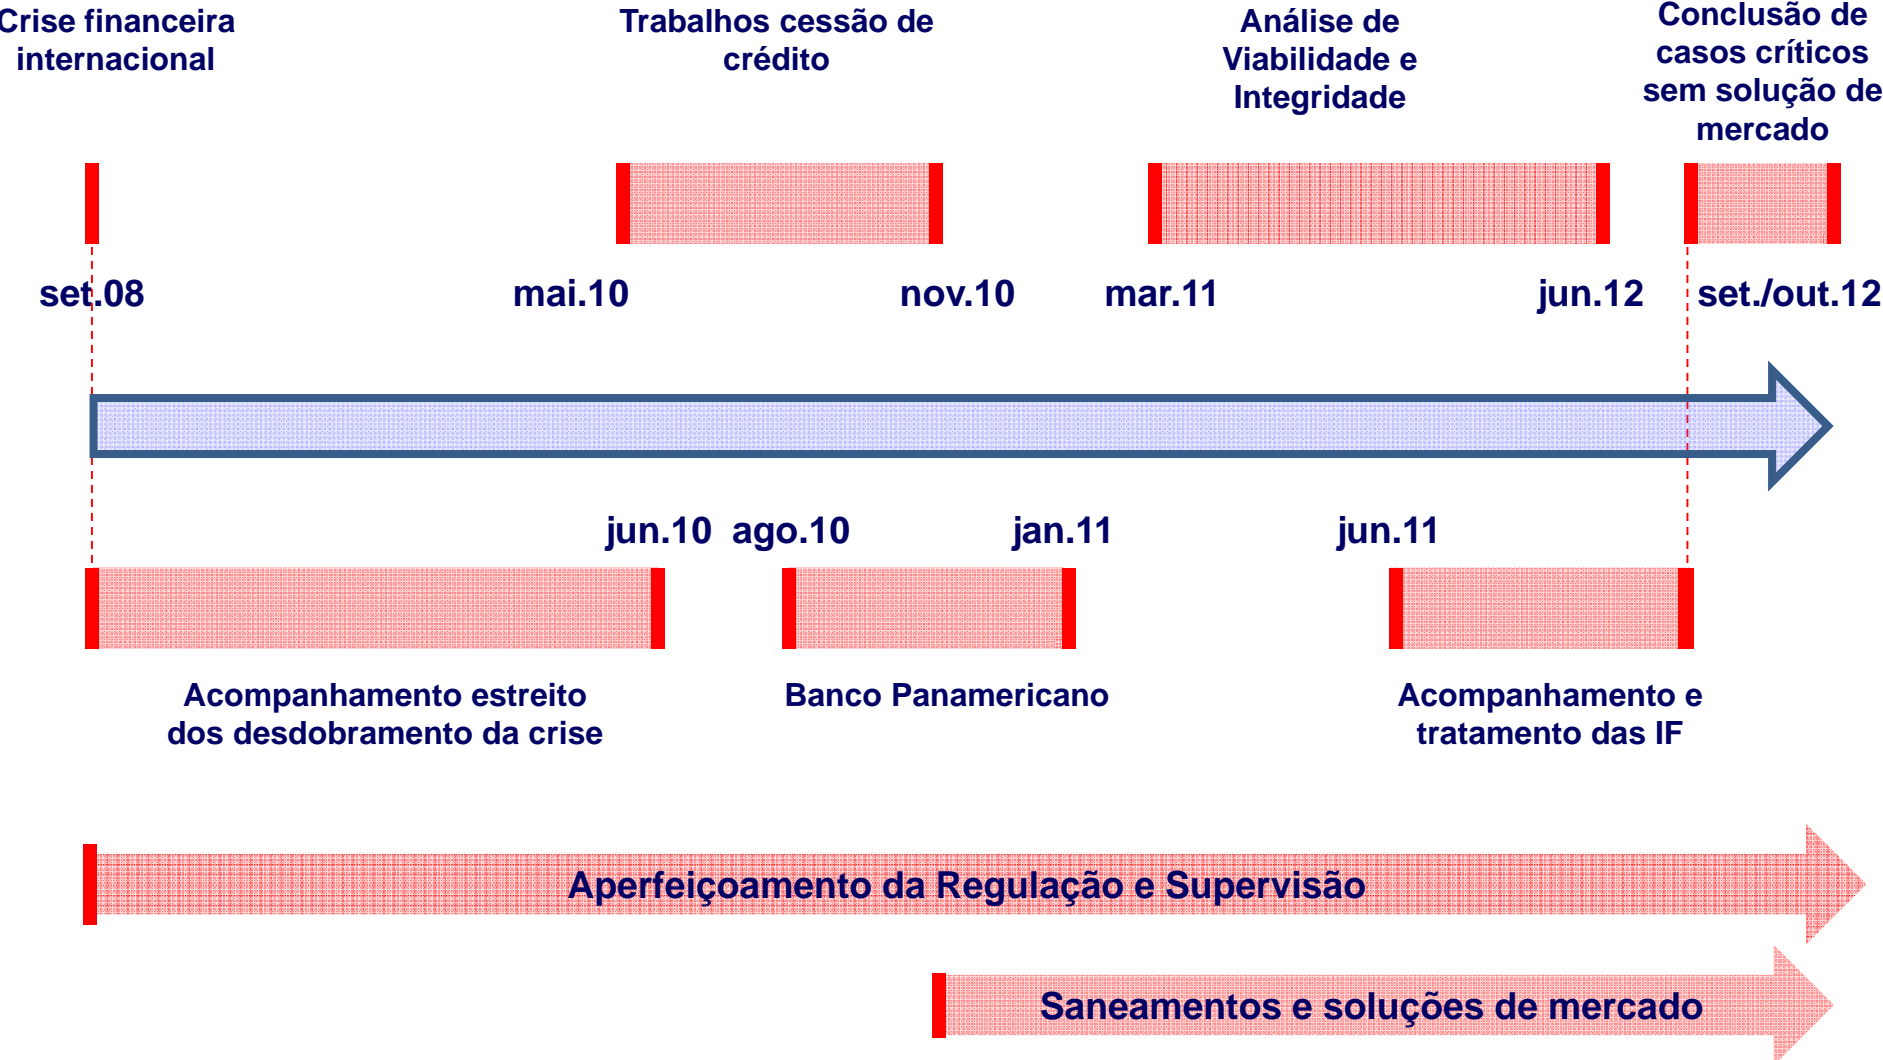 Crise financeira
internacional
Trabalhos cessão de
crédito
Análise de
Viabilidade e
Integridade
Conclusão de
casos críticos
sem solução de
mercado
set.08
mai.10
nov.10
mar.11
jun.12
set./out.12
jun.10
ago.10
jan.11
jun.11
Acompanhamento estreito
dos desdobramento da crise
Banco Panamericano
Acompanhamento e
tratamento das IF
Aperfeiçoamento da Regulação e Supervisão
Saneamentos e soluções de mercado